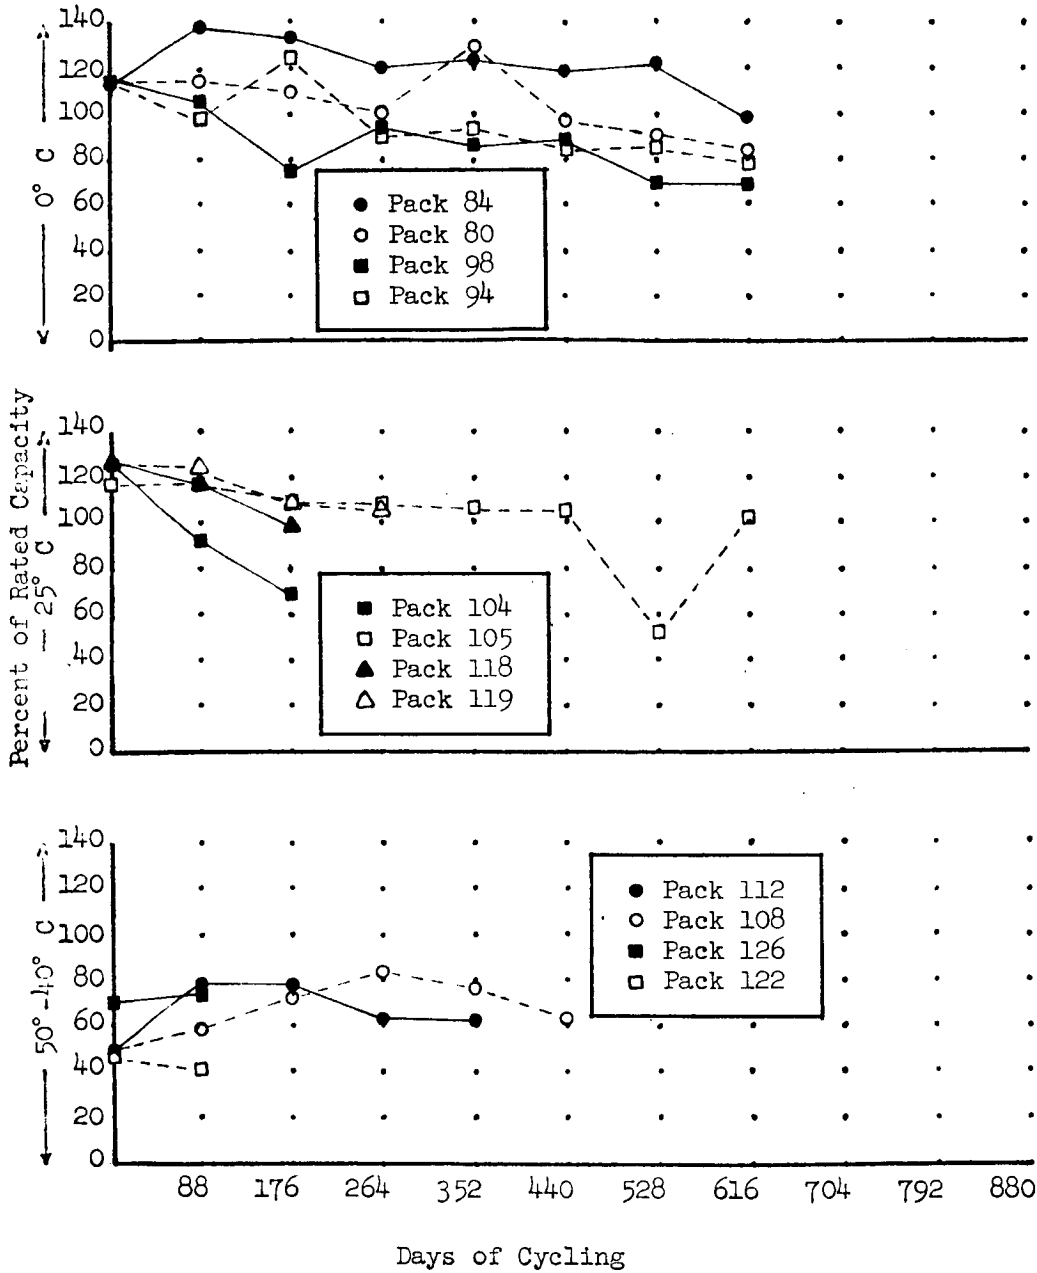 140
120
100
80
60
40
20
0
0° C
Pack 84
Pack 80
Pack 98
Pack 94
Percent of Rated Capacity
140
120
100
80
60
40
20
0
25° C
Pack 104
Pack 105
Pack 118
Pack 119
140
120
100
80
60
40
20
0
50°-40° C
Pack 112
Pack 108
Pack 126
Pack 122
88 176 264 352 440 528 616 704 792 880
Days of Cycling